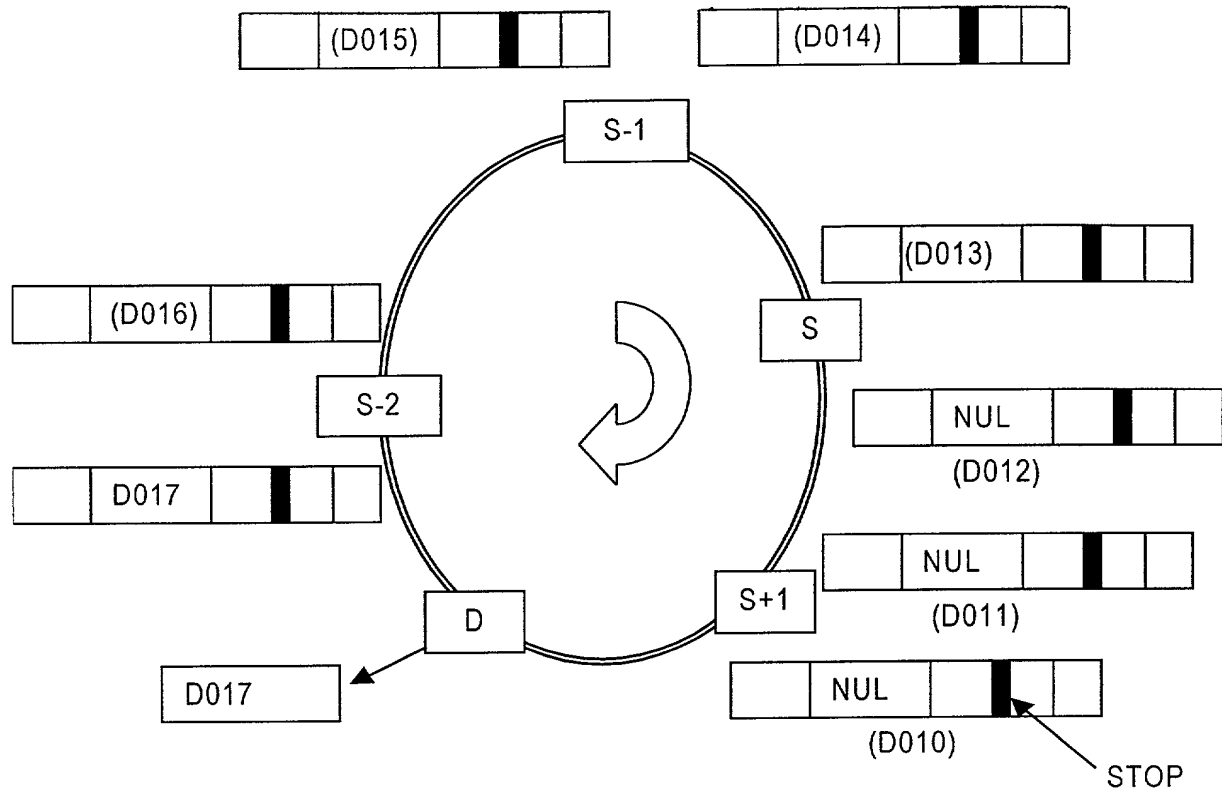 (D015)
(D014)
S-1
(D013)
(D016)
S
S-2
NUL
(D012)
D017
NUL
(D011)
S+1
D
D017
NUL
(D010)
STOP